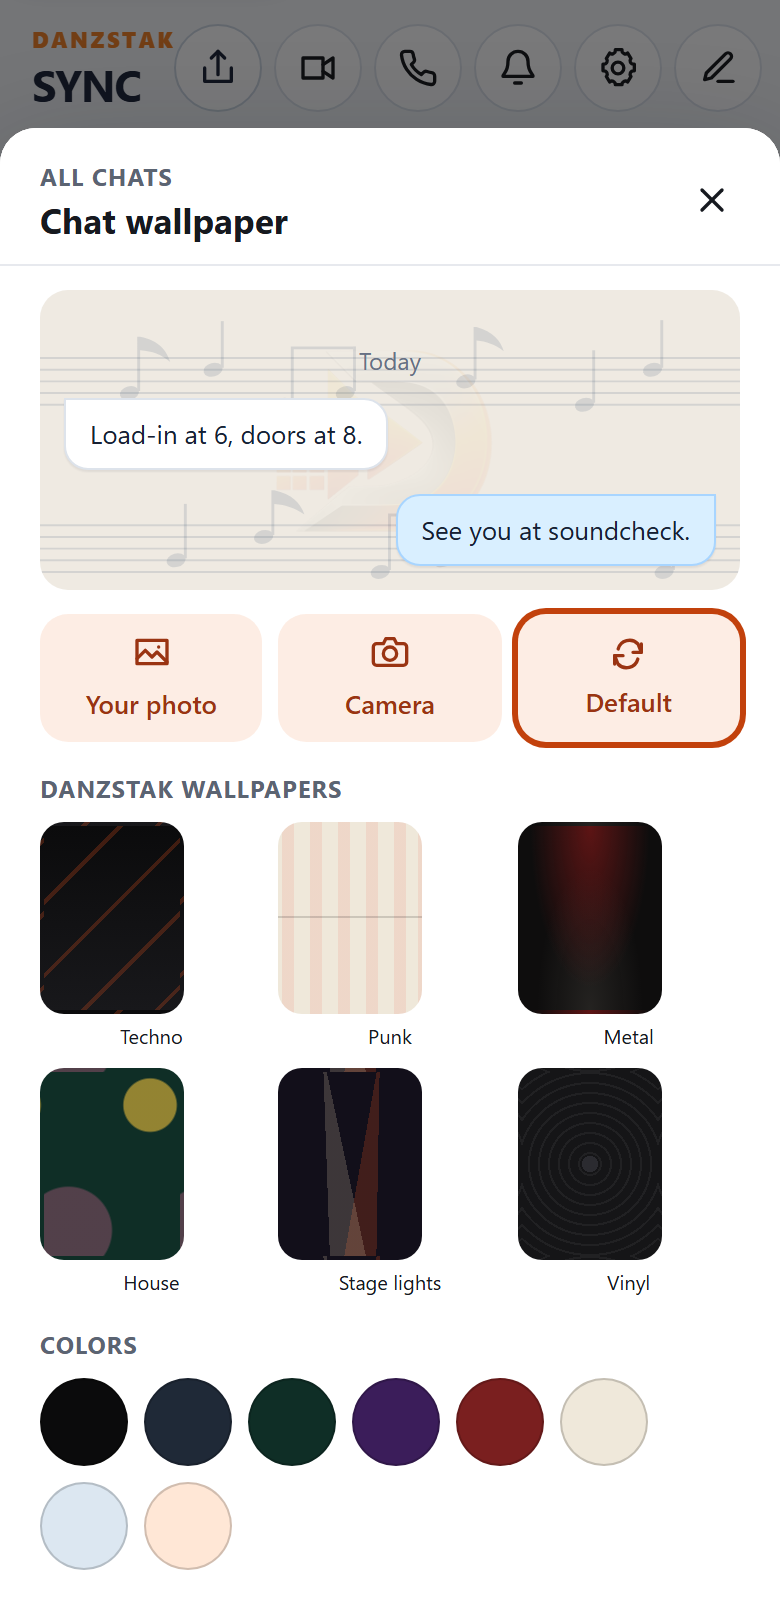 DANZSTAK
SYNC
ALL CHATS
Chat wallpaper
Today
Load-in at 6, doors at 8.
See you at soundcheck.
Your photo
Camera
Default
DANZSTAK WALLPAPERS
Techno
Punk
Metal
House
Stage lights
Vinyl
COLORS